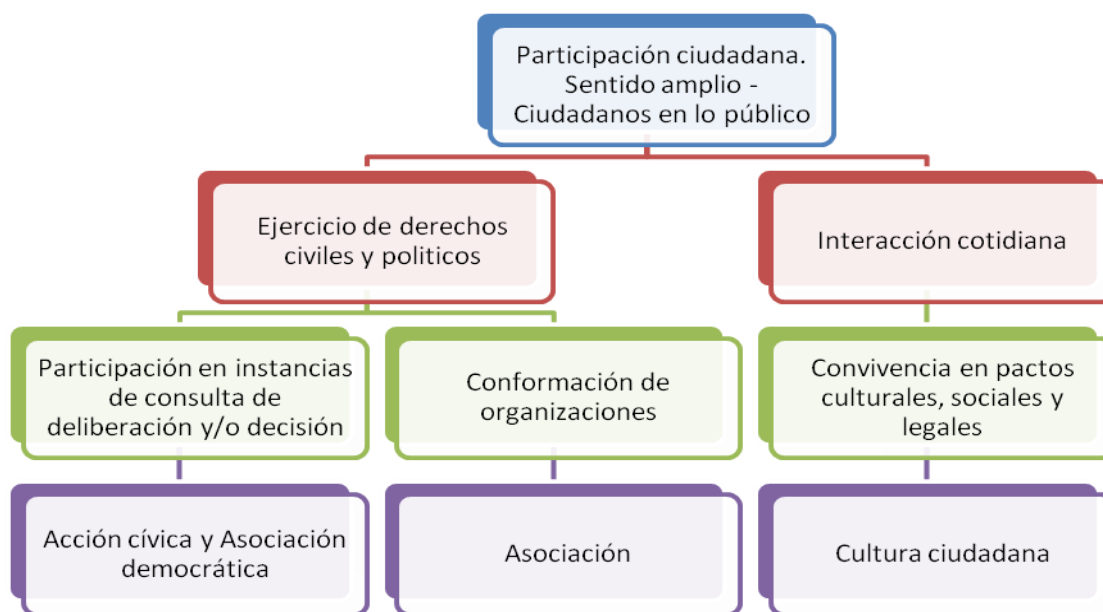 Participación ciudadana.
Sentido amplio -
Ciudadanos en lo público
Ejercicio de derechos
civiles y politicos
Interacción cotidiana
Participación en instancias
de consulta de
deliberación y/o decisión
Conformación de
organizaciones
Convivencia en pactos
culturales, sociales y
legales
Acción cívica y Asociación
democrática
Asociación
Cultura ciudadana